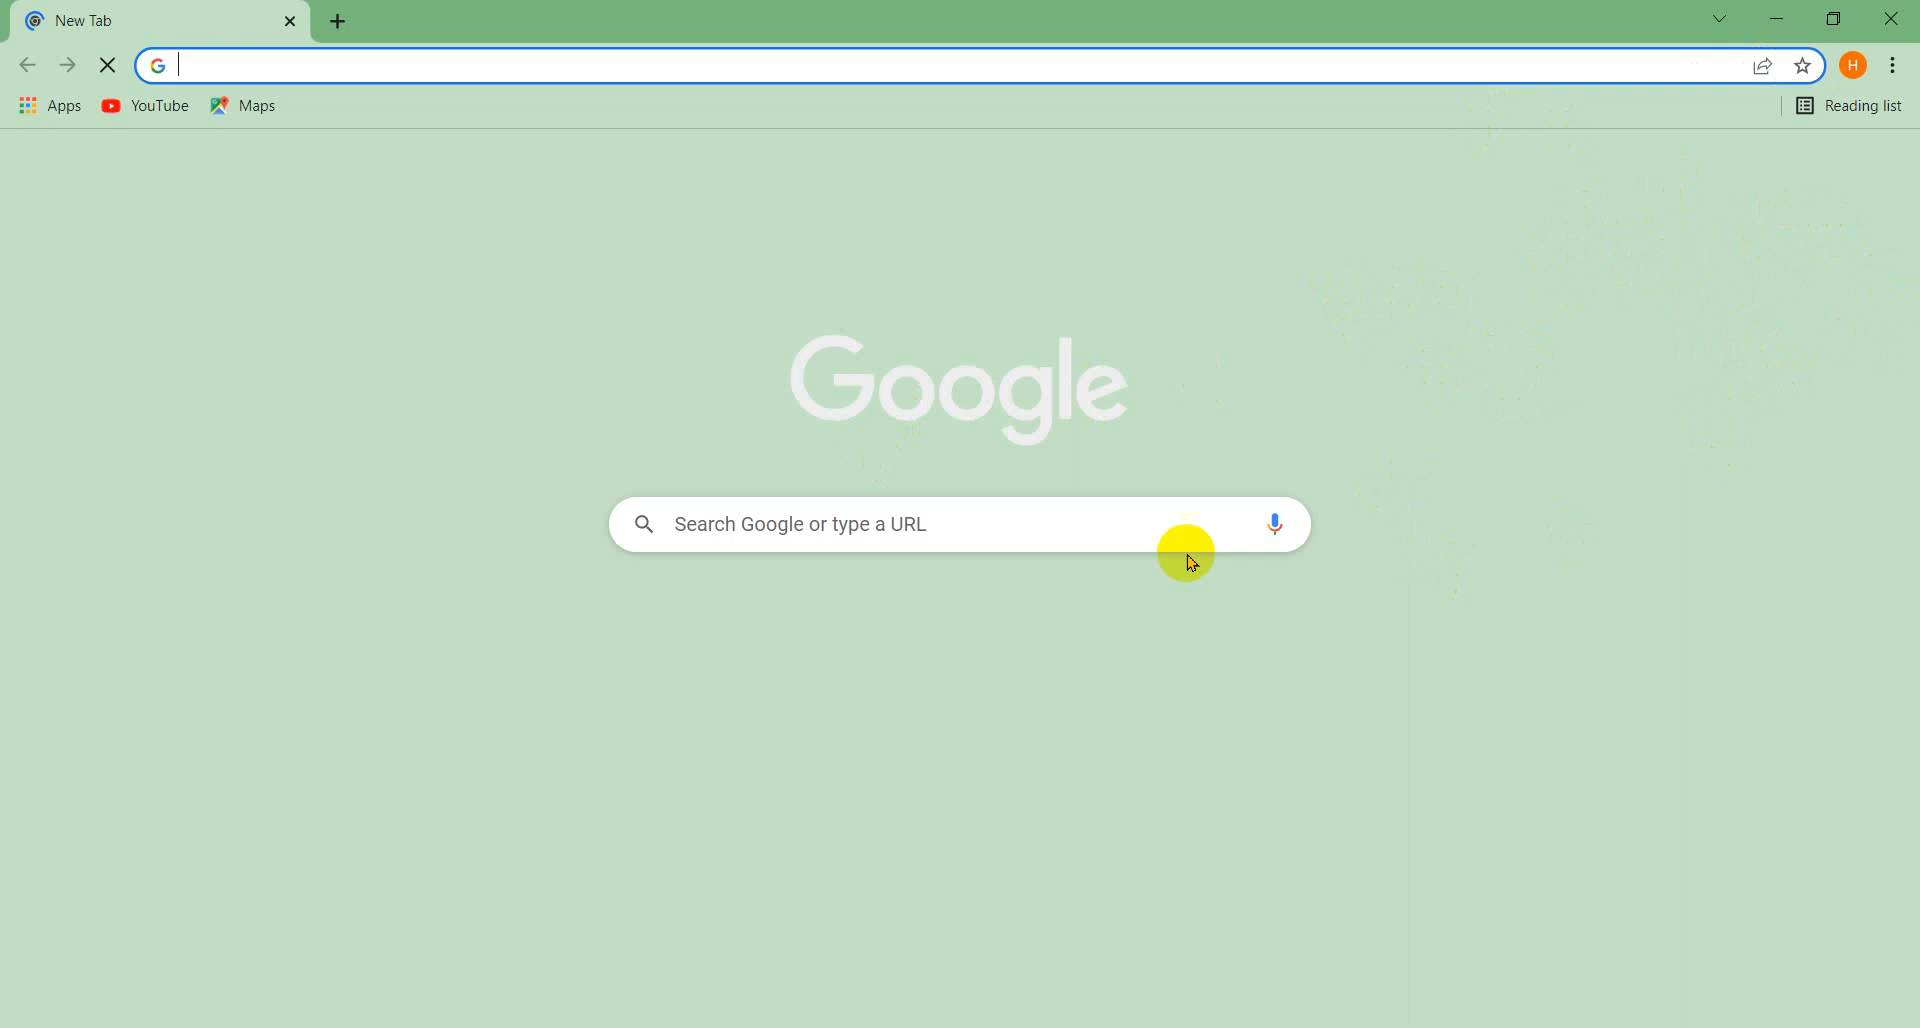 New Tab
H
Apps
YouTube
Maps
Reading list
Google
Search Google or type a URL